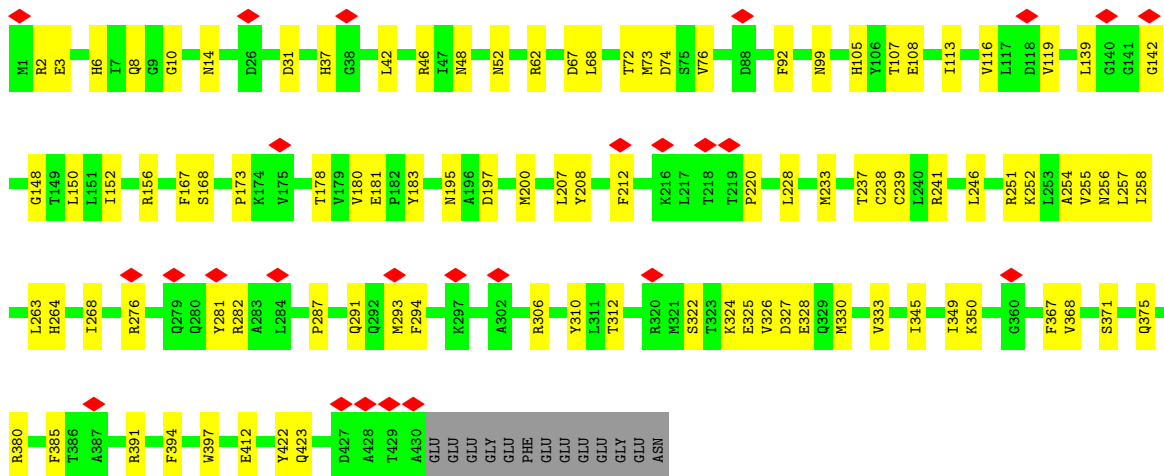 M1 R2 E3 H6 I7 Q8 G9 G10 N14 D26 D31 H37 G38 L42 R46 I47 N48 N52 R62 D67 L68 T72 M73 D74 S75 V76 D88 F92 N99 H105 Y106 T107 E108 I113 V116 L117 D118 V119 L139 G140 G141 G142
G148 T149 L150 L151 I152 R156 F167 S168 P173 K174 V175 T178 V179 V180 E181 P182 Y183 N195 A196 D197 M200 L207 Y208 F212 K216 L217 T218 T219 P220 L228 M233 T237 C238 C239 L240 R241 L246 R251 K252 L253 A254 V255 N256 L257 I258
L263 H264 I268 R276 Q279 Q280 Y281 R282 A283 L284 P287 Q291 Q292 M293 F294 K297 A302 R306 Y310 L311 T312 R320 M321 S322 T323 K324 E325 V326 D327 E328 Q329 M330 V333 I345 I349 K350 G360 F367 V368 S371 Q375
R380 F385 T386 A387 R391 F394 W397 E412 Y422 Q423 D427 A428 T429 A430 GLU GLU GLU GLY GLU PHE GLU GLU GLU GLU GLY GLU ASN